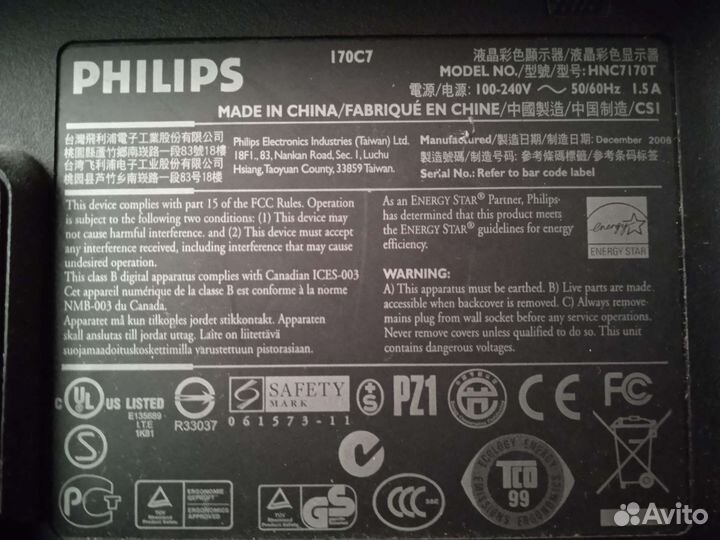 PHILIPS
170C7
液晶彩色顯示器/液晶彩色显示器
MODEL NO./型號/型号: HNC7170T
電源/电源: 100-240V ~ 50/60Hz 1.5A
MADE IN CHINA/FABRIQUÉ EN CHINE/中國製造/中国制造/CSI
台灣飛利浦電子工業股份有限公司
桃園縣蘆竹鄉南崁路一段83號18樓
台湾飞利浦电子工业股份有限公司
桃园县芦竹乡南崁路一段83号18楼
Philips Electronics Industries (Taiwan) Ltd.
18F1., 83, Nankan Road, Sec. 1, Luchu
Hsiang, Taoyuan County, 33859 Taiwan.
Manufactured/製造日期/制造日期: December 2006
製造號碼/制造号码: 參考條碼標籤/参考条码标签
Serial No.: Refer to bar code label
This device complies with part 15 of the FCC Rules. Operation
is subject to the following two conditions: (1) This device may
not cause harmful interference. and (2) This device must accept
any interference received, including interference that may cause
undesired operation.
This class B digital apparatus complies with Canadian ICES-003
Cet appareil numérique de la classe B est conforme à la norme
NMB-003 du Canada.
Apparatet må kun tilkoples jordet stikkontakt. Apparaten
skall anslutas till jordat uttag. Laite on liitettävä
suojamaadoituskoskettimilla varustettuun pistorasiaan.
As an ENERGY STAR® Partner, Philips
has determined that this product meets
the ENERGY STAR® guidelines for energy
efficiency.
energy
ENERGY STAR
WARNING:
A) This apparatus must be earthed. B) Live parts are made
accessible when backcover is removed. C) Always remove-
mains plug from wall socket before any service operations.
Never remove covers unless qualified to do so. This unit
contains dangerous voltages.
C UL US LISTED
E135689
I.T.E
1K81
R33037
SAFETY
MARK
061573-11
S
PZ1
CE
FC
S
PCT
TÜV
ERGONOMIE
GEPRÜFT
ERGONOMICS
APPROVED
TÜV
GS
CCC
S&E
ECOLOGY ENERGY
EMISSIONS ERGONOMICS
TCO
99
Avito